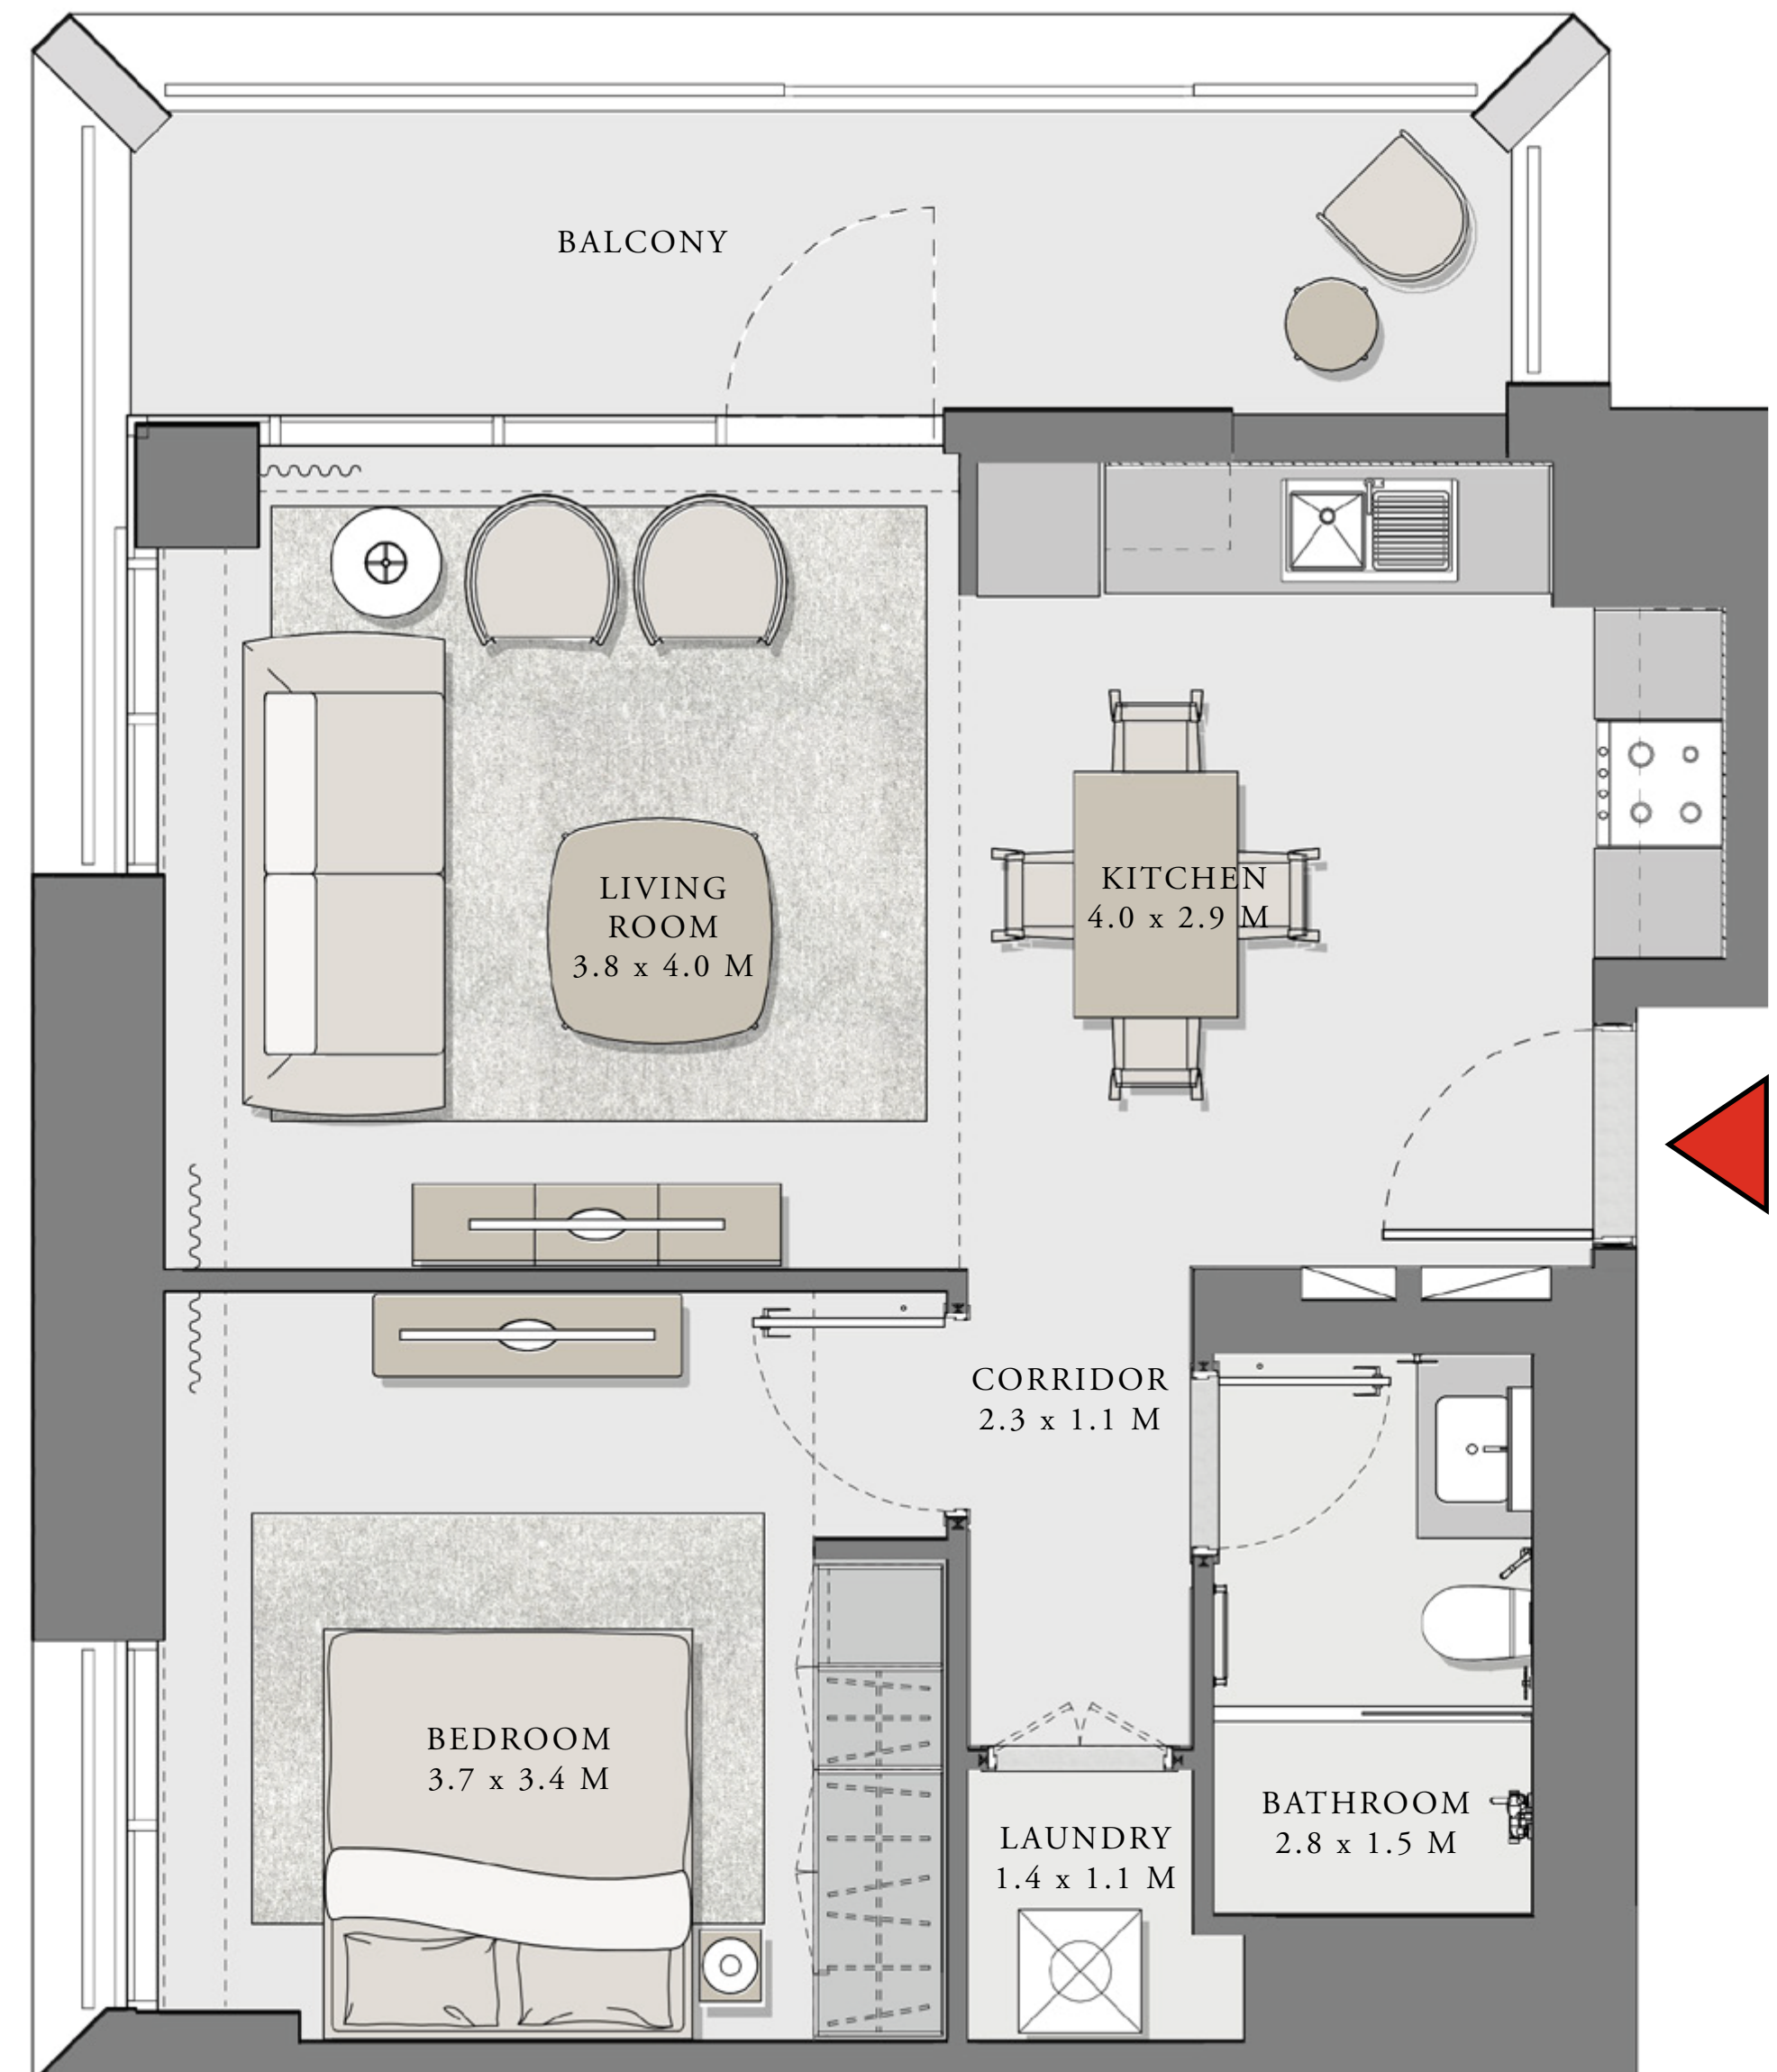 BALCONY
LIVING
ROOM
3.8 x 4.0 M
KITCHEN
4.0 x 2.9 M
CORRIDOR
2.3 x 1.1 M
BEDROOM
3.7 x 3.4 M
LAUNDRY
1.4 x 1.1 M
BATHROOM
2.8 x 1.5 M